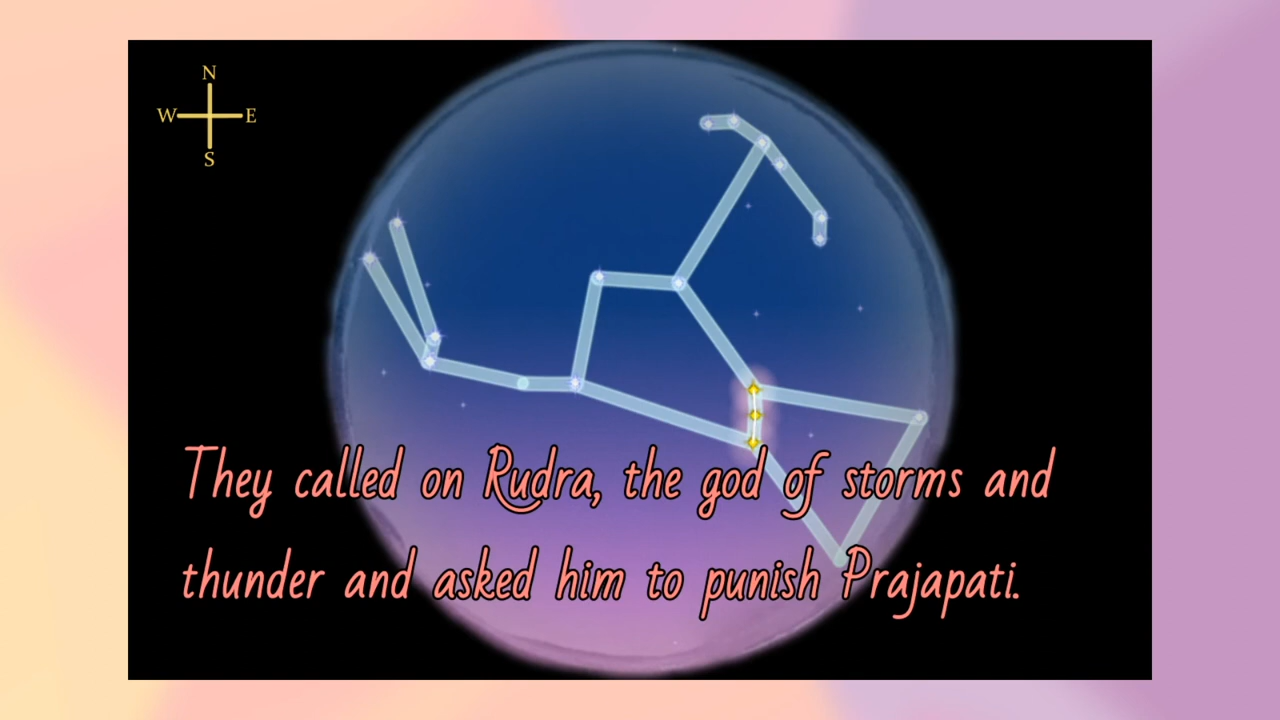 N
W E
S
They called on Rudra, the god of storms and
thunder and asked him to punish Prajapati.